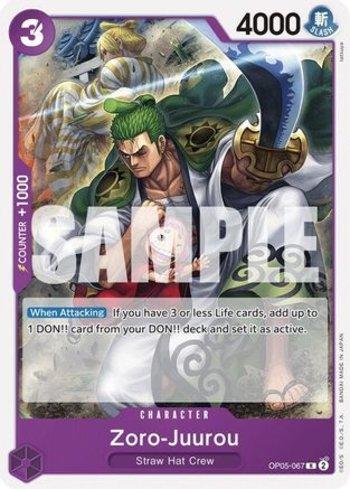 3
4000
斬
SLASH
tatsuya
COUNTER +1000
SAMPLE
When Attacking If you have 3 or less Life cards, add up to
1 DON!! card from your DON!! deck and set it as active.
CHARACTER
Zoro-Juurou
Straw Hat Crew
OP05-067 R 2
©E.O./S. ©E.O./S., T.A. BANDAI MADE IN JAPAN